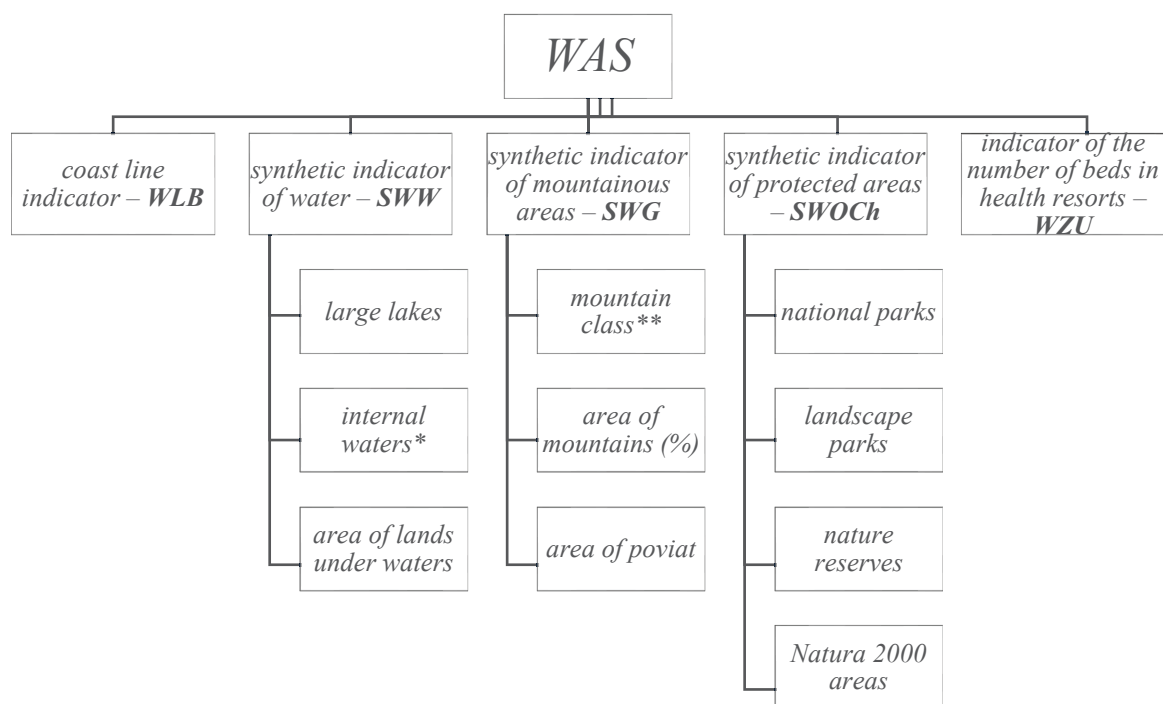 WAS
coast line
indicator – WLB
synthetic indicator
of water – SWW
synthetic indicator
of mountainous
areas – SWG
synthetic indicator
of protected areas
– SWOCh
indicator of the
number of beds in
health resorts –
WZU
large lakes
internal
waters*
area of lands
under waters
mountain
class**
area of
mountains (%)
area of poviat
national parks
landscape
parks
nature
reserves
Natura 2000
areas